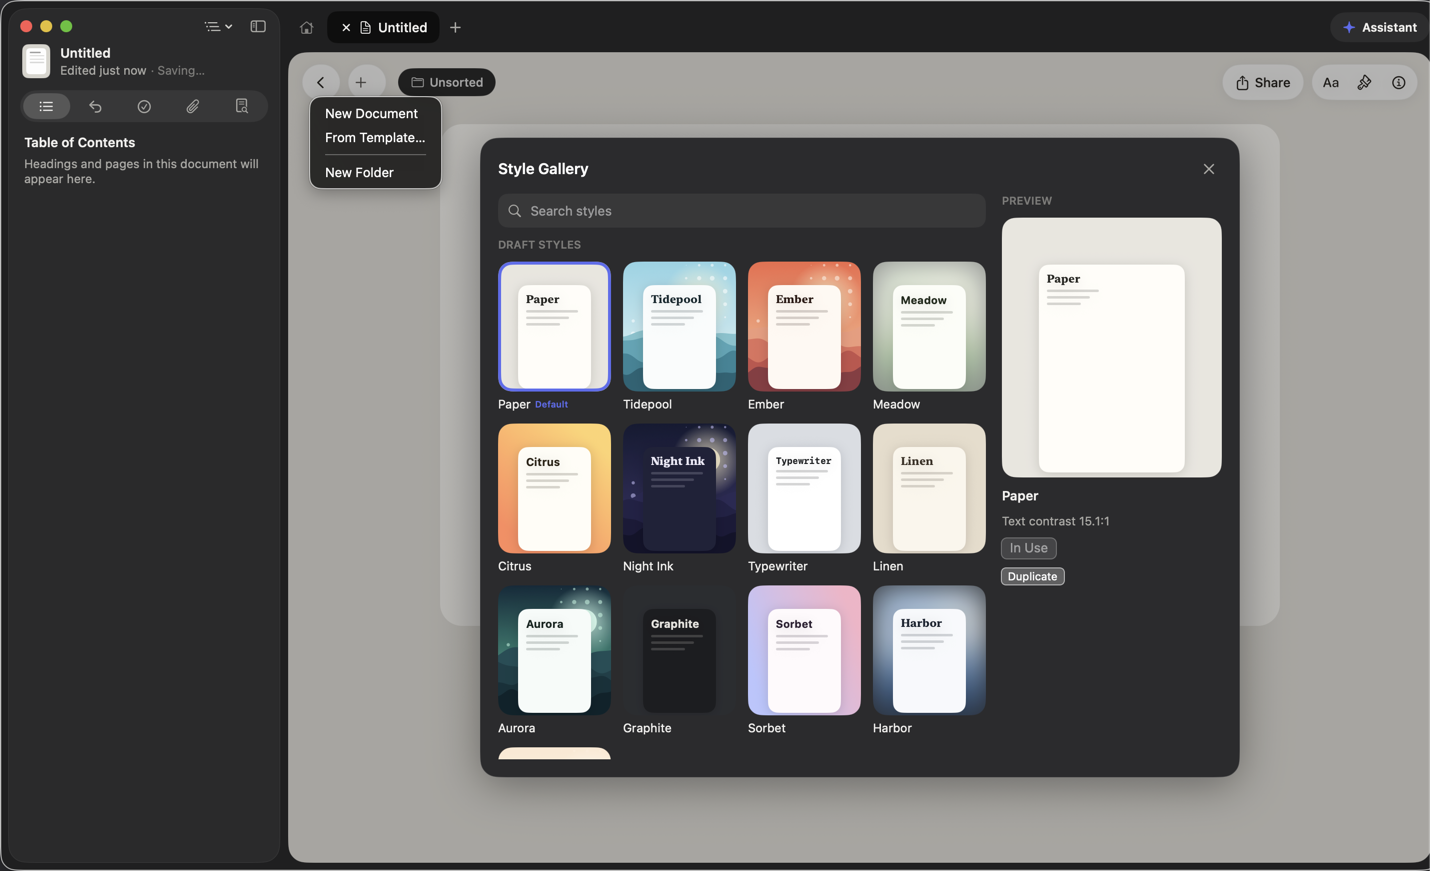 Untitled
Edited just now · Saving...
Table of Contents
Headings and pages in this document will
appear here.
Untitled
Assistant
Unsorted
Share
Aa
New Document
From Template...
New Folder
Style Gallery
Search styles
DRAFT STYLES
Paper
Tidepool
Ember
Meadow
Paper Default
Tidepool
Ember
Meadow
Citrus
Night Ink
Typewriter
Linen
Citrus
Night Ink
Typewriter
Linen
Aurora
Graphite
Sorbet
Harbor
Aurora
Graphite
Sorbet
Harbor
PREVIEW
Paper
Paper
Text contrast 15.1:1
In Use
Duplicate